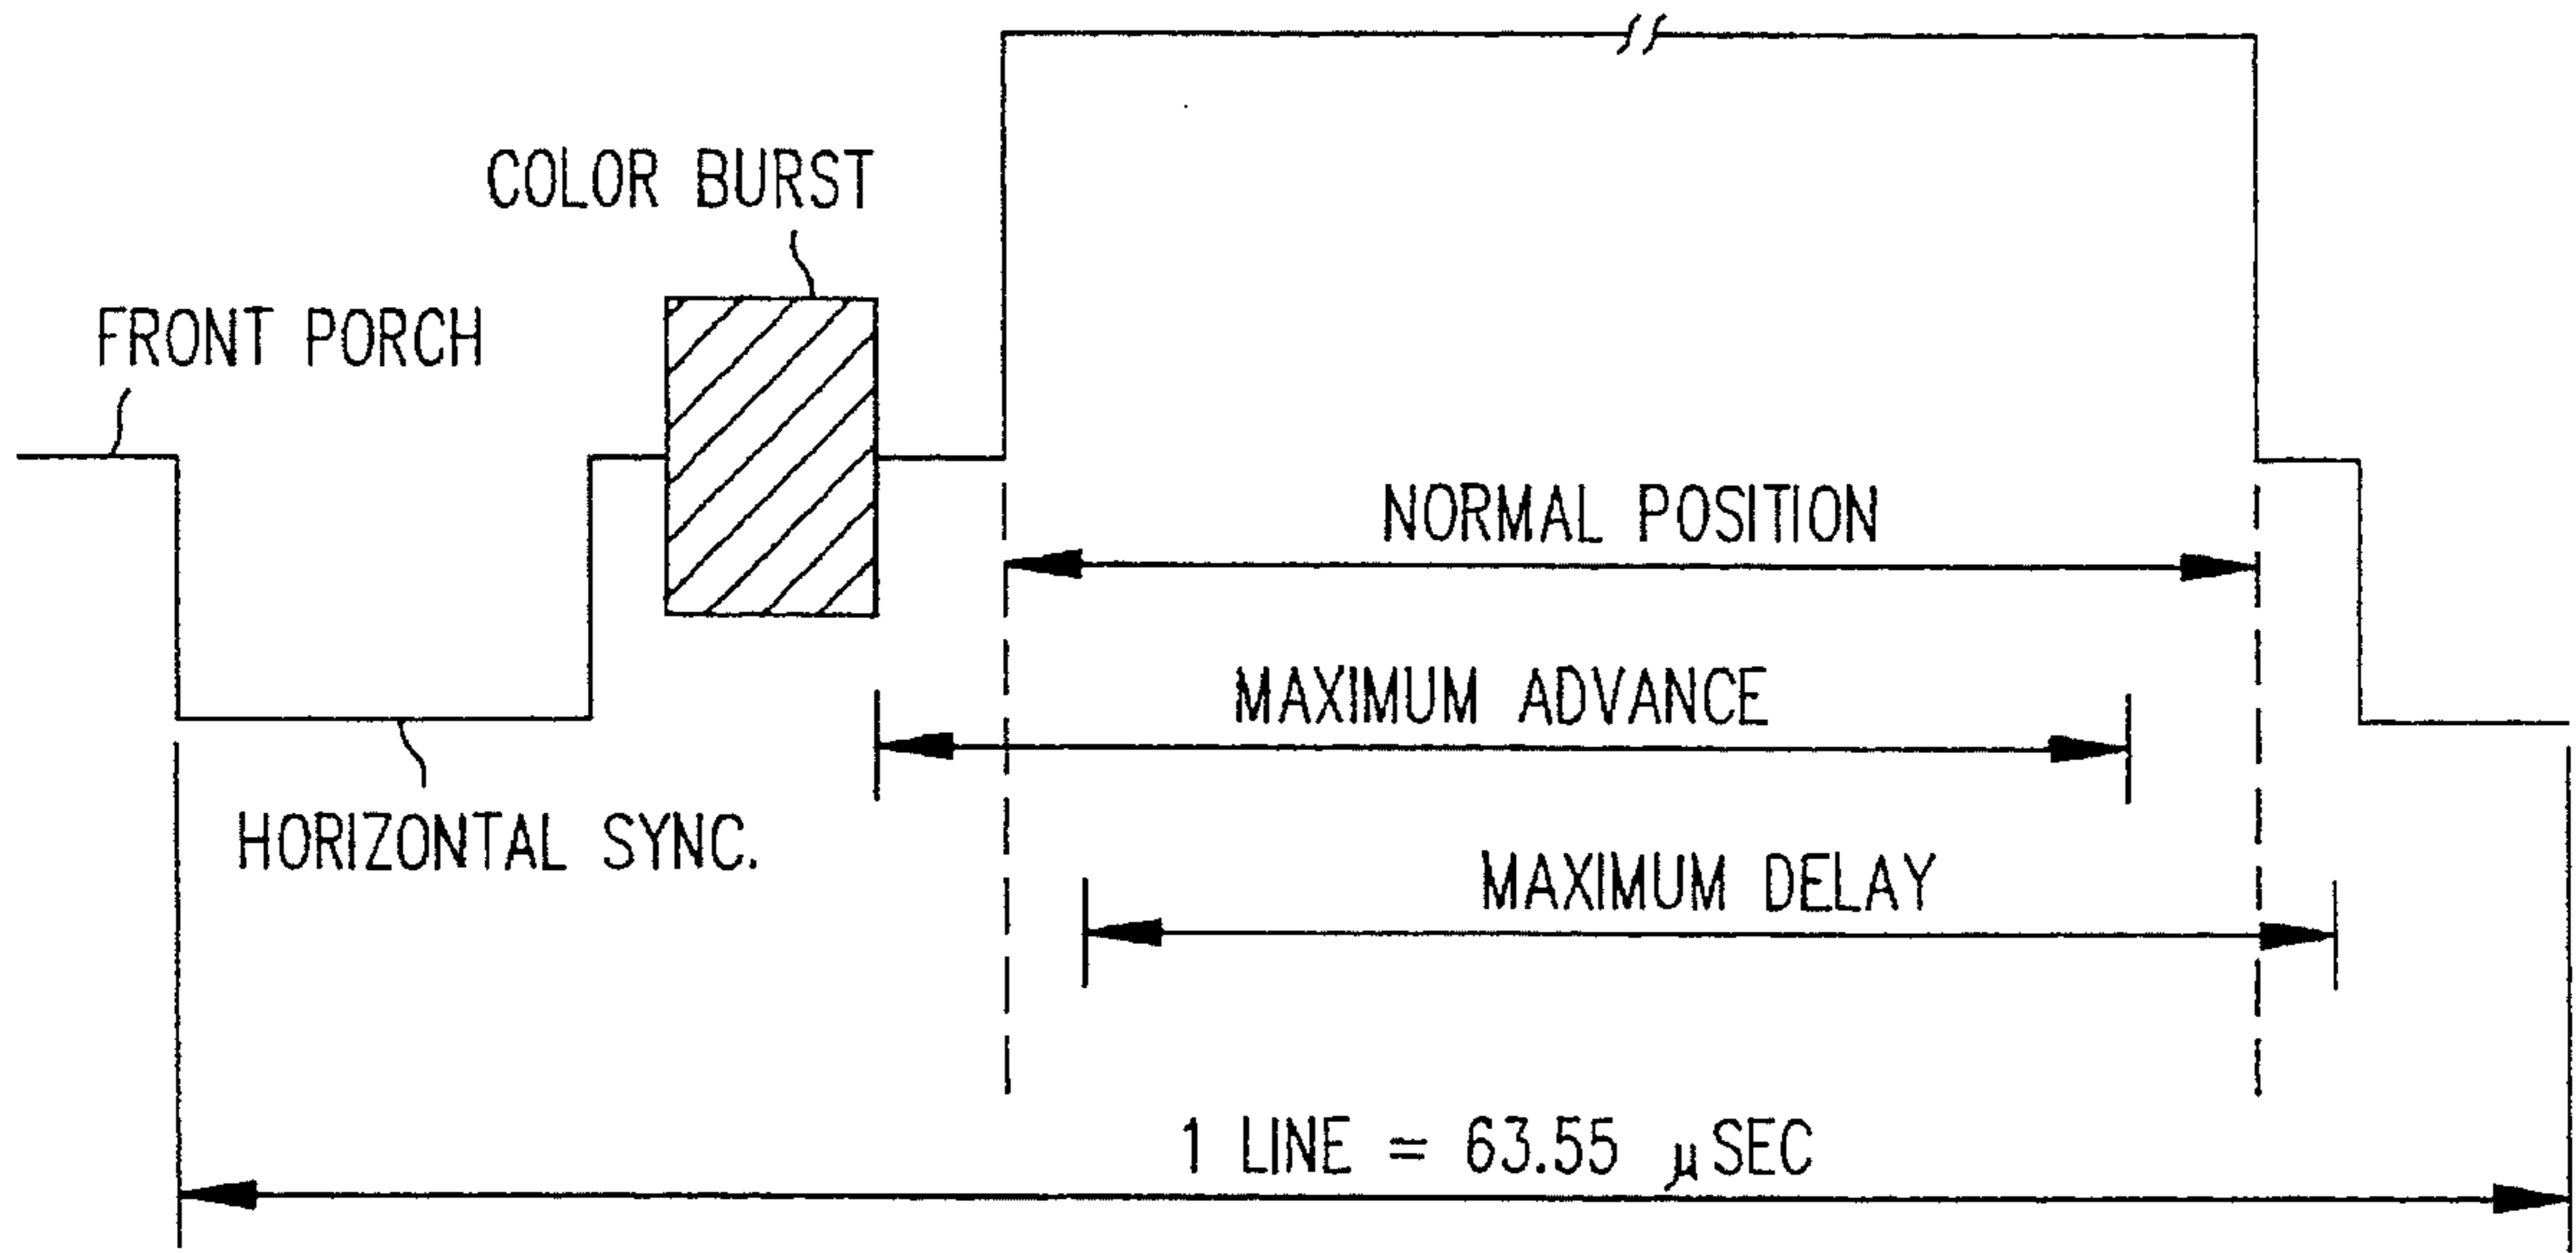 COLOR BURST
FRONT PORCH
NORMAL POSITION
MAXIMUM ADVANCE
HORIZONTAL SYNC.
MAXIMUM DELAY
1 LINE = 63.55 μSEC